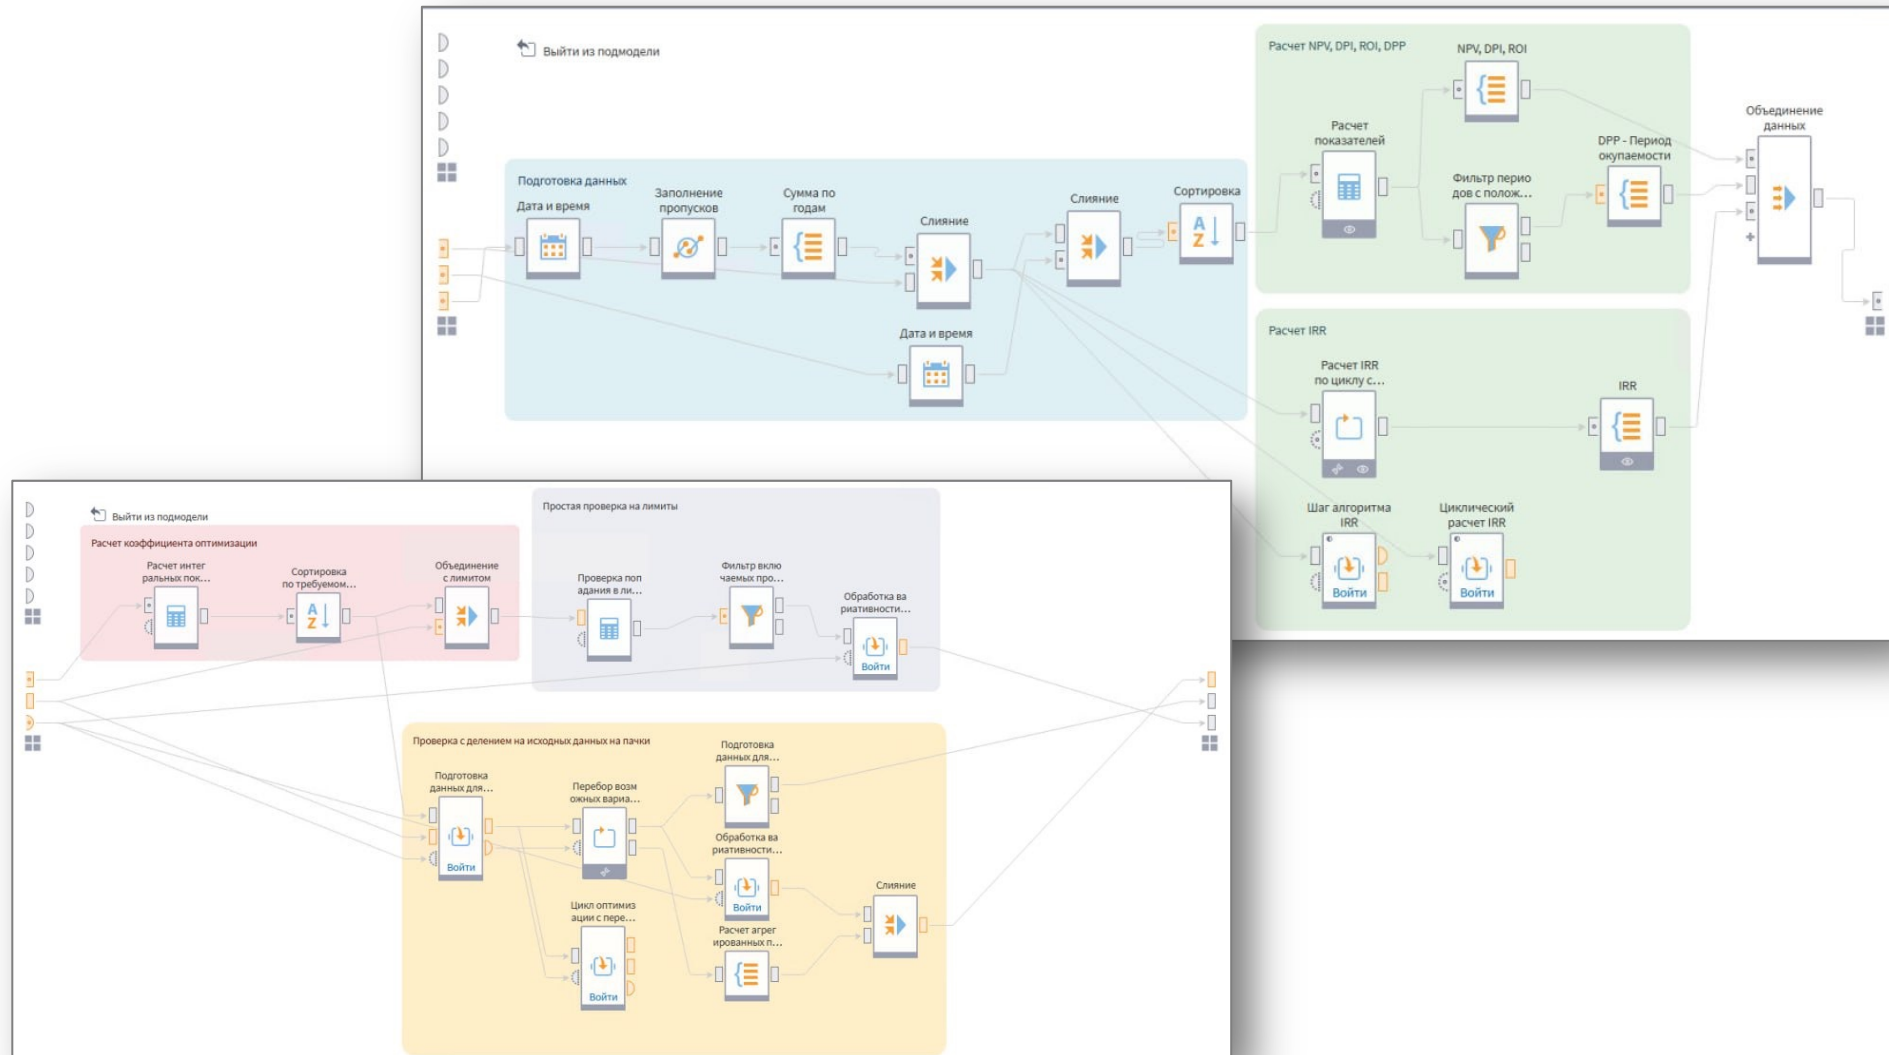 Выйти из подмодели
Подготовка данных
Дата и время
Заполнение
пропусков
Сумма по
годам
Слияние
Слияние
Сортировка
Дата и время
Расчет NPV, DPI, ROI, DPP
NPV, DPI, ROI
Расчет
показателей
Фильтр перио
дов с полож...
DPP - Период
окупаемости
Объединение
данных
Расчет IRR
Расчет IRR
по циклу с...
IRR
Шаг алгоритма
IRR
Войти
Циклический
расчет IRR
Войти
Выйти из подмодели
Расчет коэффициента оптимизации
Расчет интег
ральных пок...
Сортировка
по требуемом...
Объединение
с лимитом
Простая проверка на лимиты
Проверка поп
адания в ли...
Фильтр вклю
чаемых про...
Обработка ва
риативности...
Войти
Проверка с делением на исходных данных на пачки
Подготовка
данных для...
Войти
Перебор возм
ожных вариа...
Подготовка
данных для...
Обработка ва
риативности...
Войти
Цикл оптимиз
ации с пере...
Войти
Расчет агрег
ированных п...
Слияние